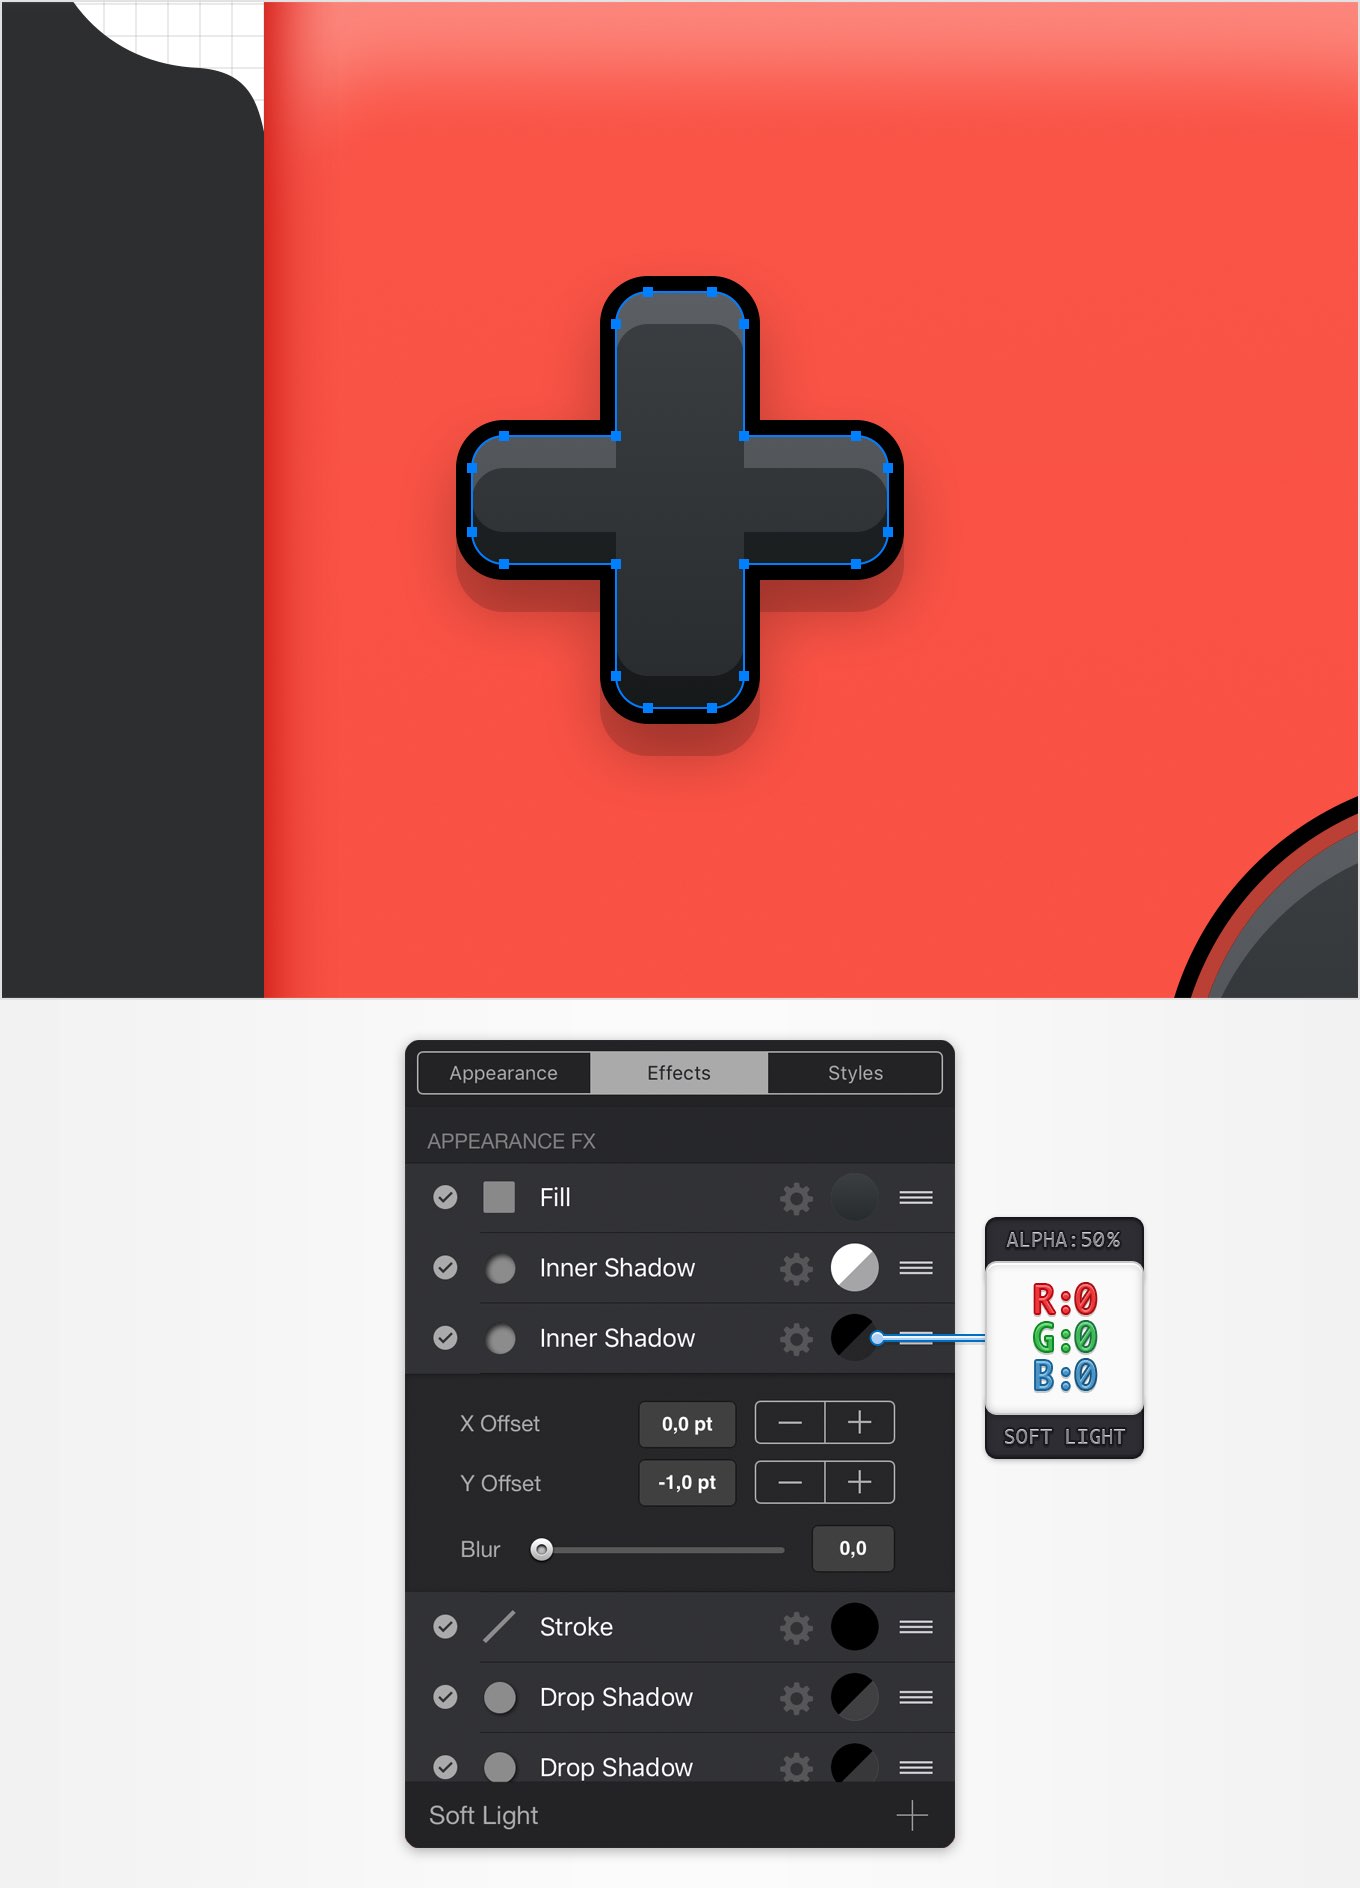 Appearance Effects Styles
APPEARANCE FX
Fill
Inner Shadow
ALPHA:50%
Inner Shadow
R:0
G:0
B:0
SOFT LIGHT
X Offset 0,0 pt
Y Offset -1,0 pt
Blur 0,0
Stroke
Drop Shadow
Drop Shadow
Soft Light